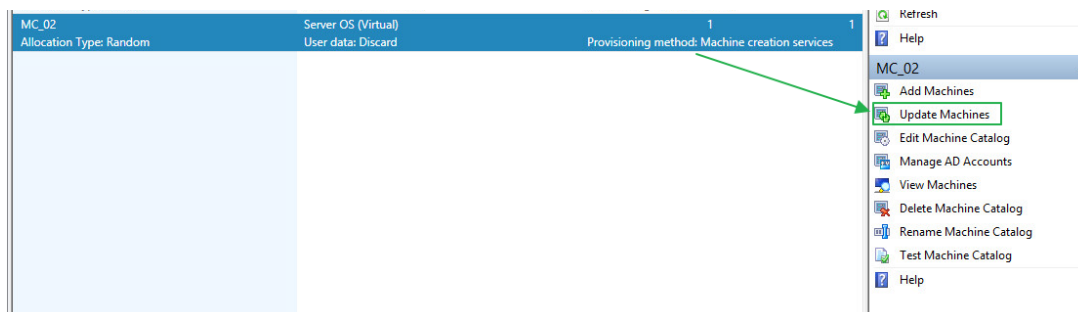 MC_02 Server OS (Virtual) 1 1
Allocation Type: Random User data: Discard Provisioning method: Machine creation services
Refresh
Help
MC_02
Add Machines
Update Machines
Edit Machine Catalog
Manage AD Accounts
View Machines
Delete Machine Catalog
Rename Machine Catalog
Test Machine Catalog
Help